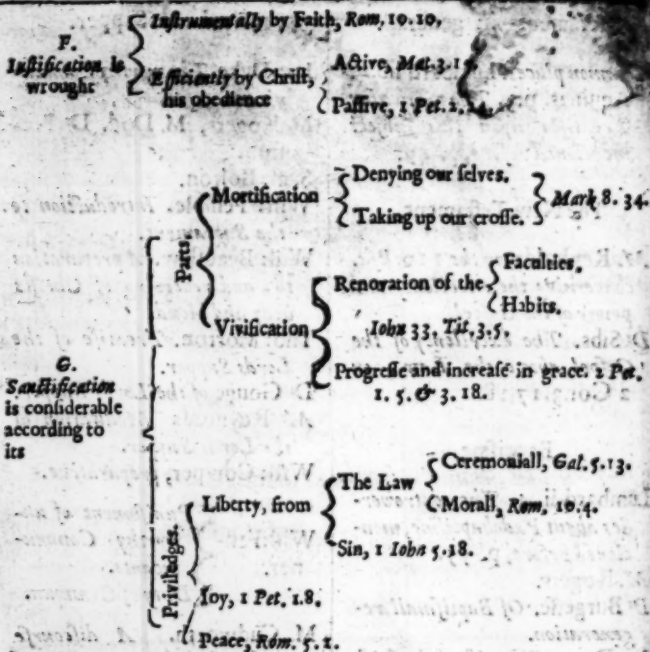 F.
Iustification is
wrought
Instrumentally by Faith, Rom. 10. 10.
Efficiently by Christ,
his obedience
Active, Mat. 3. 15
Passive, 1 Pet. 2. 24.
G.
Sanctification
is considerable
according to
its
Parts
Mortification
Denying our selves.
Taking up our crosse.
Mark 8. 34.
Vivification
Renovation of the
Faculties.
Habits.
Iohn 33, Tit, 3. 5.
Progresse and increase in grace. 2 Pet.
1. 5. & 3. 18.
Priviledges.
Liberty, from
The Law
Ceremoniall, Gal. 5. 13.
Morall, Rom, 10. 4.
Sin, 1 Iohn 5. 18.
Ioy, 1 Pet. 1. 8.
Peace, Rom. 5. 1.